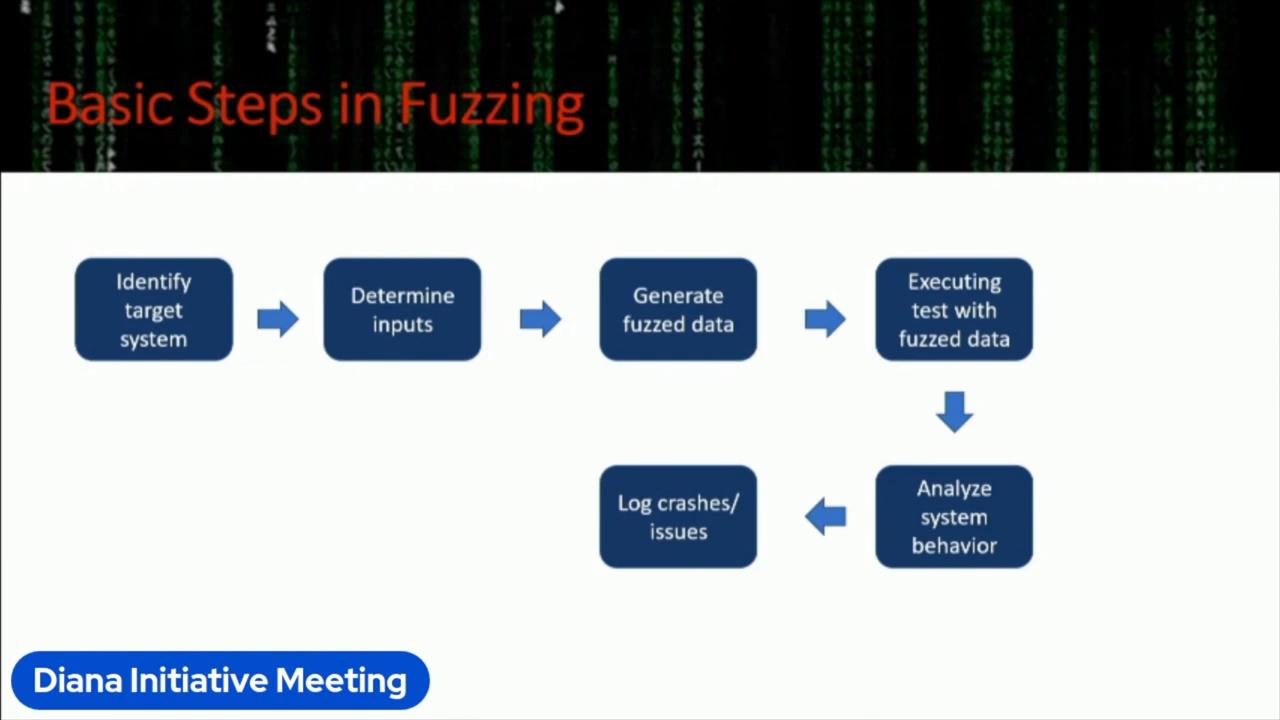 Basic Steps in Fuzzing
Identify
target
system
Determine
inputs
Generate
fuzzed data
Executing
test with
fuzzed data
Analyze
system
behavior
Log crashes/
issues
Diana Initiative Meeting